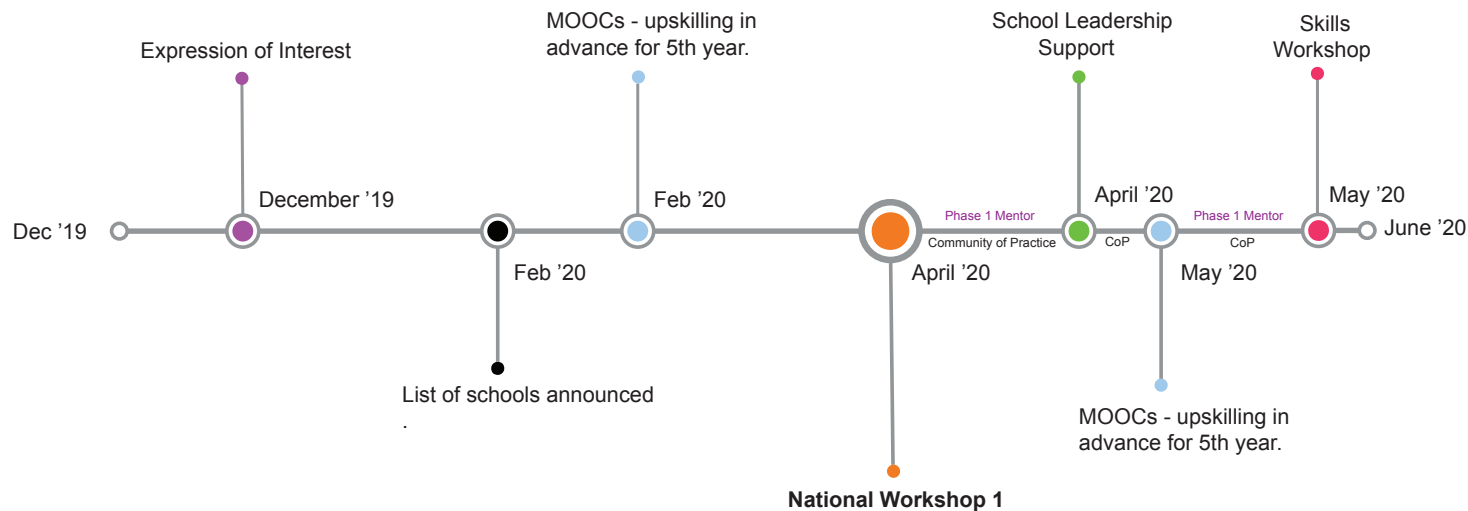 MOOCs - upskilling in
advance for 5th year.
School Leadership
Support
Skills
Workshop
Expression of Interest
December ’19
Feb ’20
April ’20
May ’20
Dec ’19
Phase 1 Mentor
Phase 1 Mentor
June ’20
Community of Practice
CoP
CoP
Feb ’20
April ’20
May ’20
List of schools announced
.
MOOCs - upskilling in
advance for 5th year.
National Workshop 1